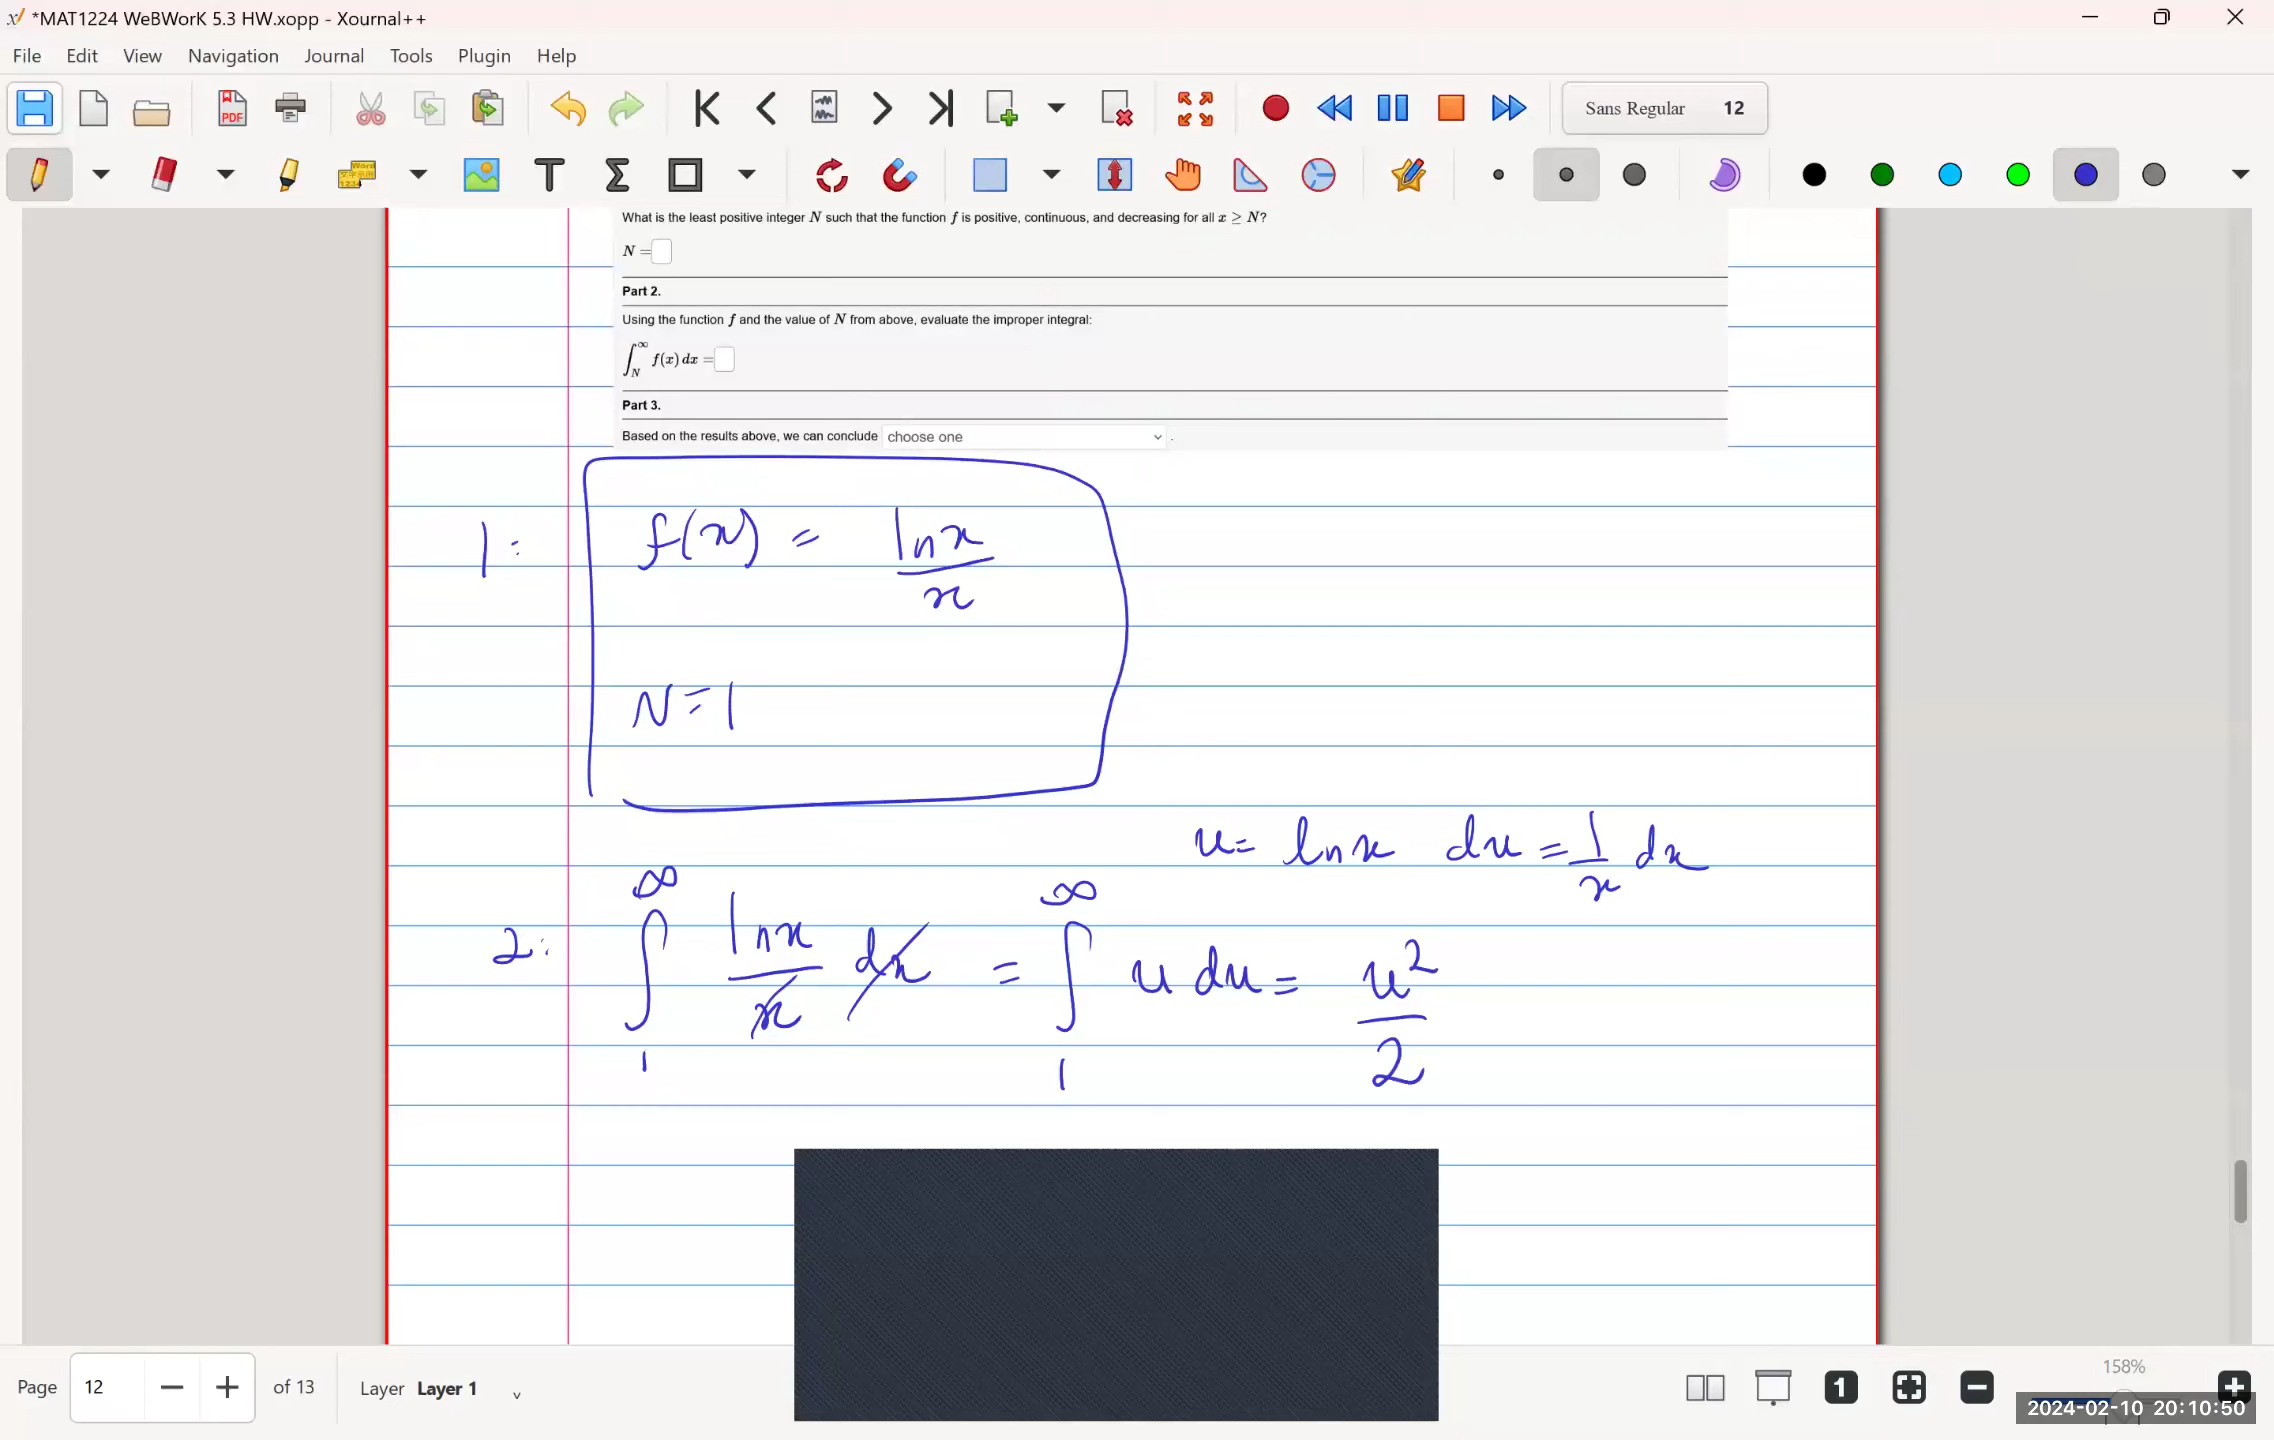 *MAT1224 WeBWorK 5.3 HW.xopp - Xournal++
File Edit View Navigation Journal Tools Plugin Help
Sans Regular 12
What is the least positive integer N such that the function f is positive, continuous, and decreasing for all x ≥ N?
N =
Part 2.
Using the function f and the value of N from above, evaluate the improper integral:
∫_N^∞ f(x) dx =
Part 3.
Based on the results above, we can conclude choose one .
1: f(x) = ln x / x
N = 1
u = ln x du = 1/x dx
2: ∫_1^∞ ln x / x dx = ∫_1^∞ u du = u^2 / 2
Page 12 of 13 Layer Layer 1
158%
2024-02-10 20:10:50